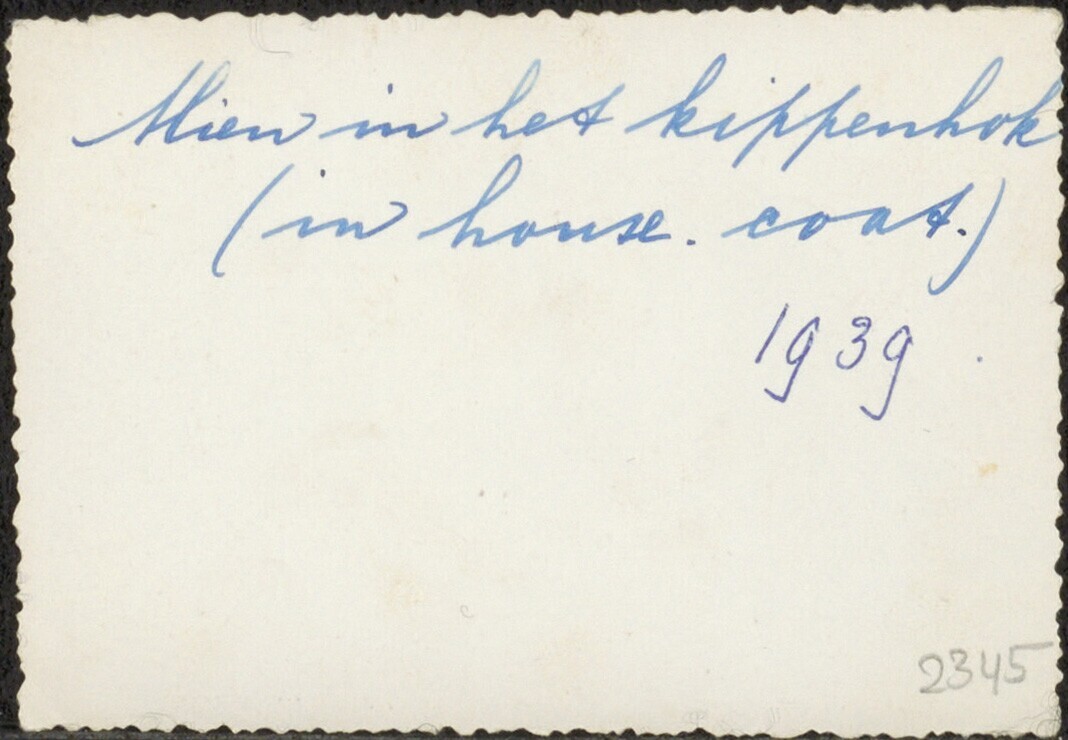 Mien in het kippenhok
(in house. coat.)
1939
2345